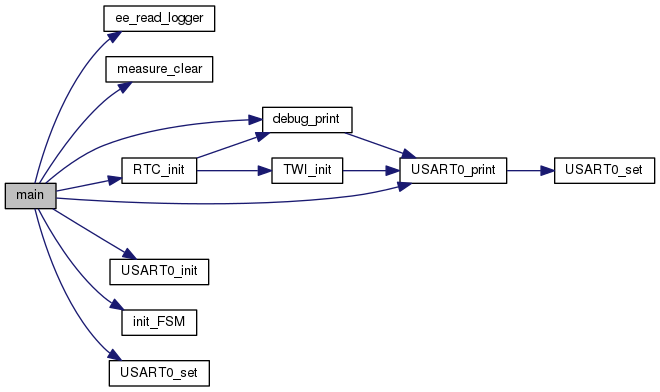 ee_read_logger
measure_clear
debug_print
RTC_init
TWI_init
USART0_print
USART0_set
main
USART0_init
init_FSM
USART0_set